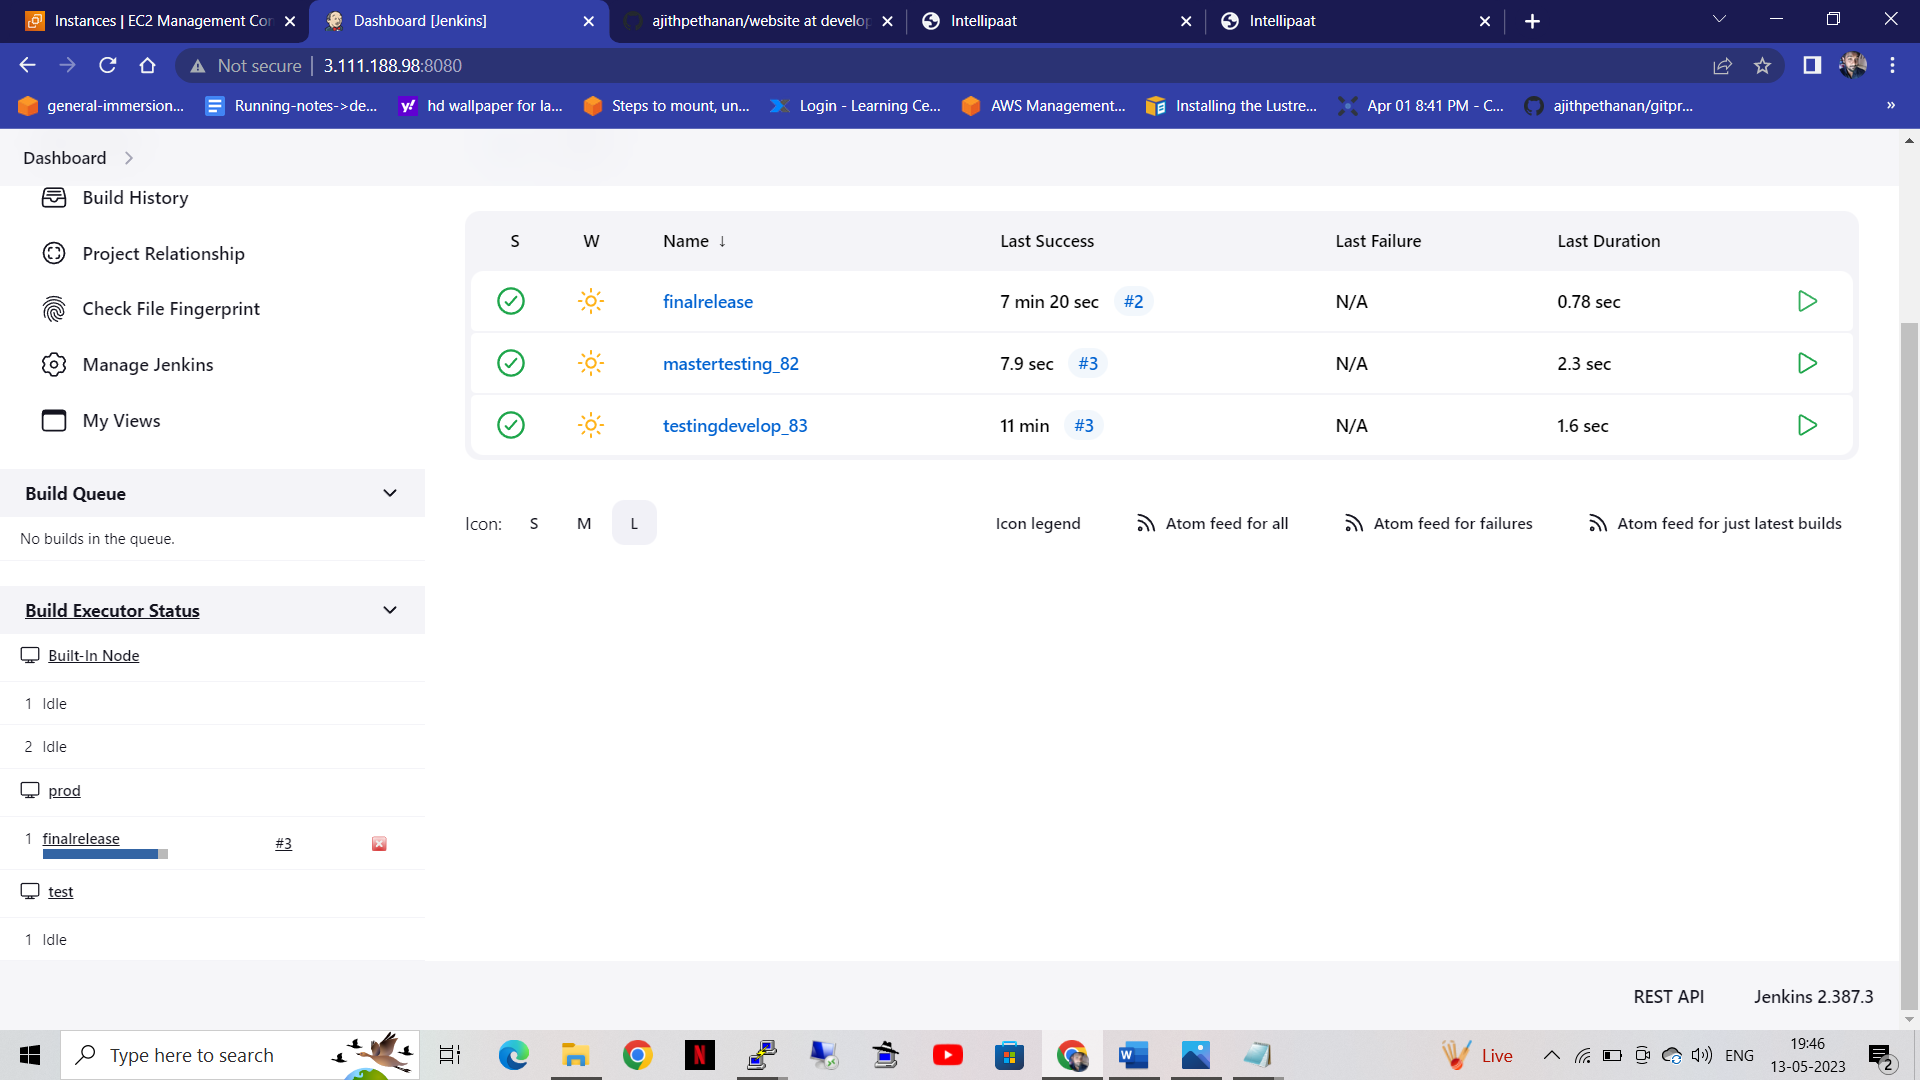 Instances | EC2 Management Con
Dashboard [Jenkins]
ajithpethanan/website at develop
Intellipaat
Intellipaat
Not secure
3.111.188.98:8080
general-immersion...
Running-notes->de...
hd wallpaper for la...
Steps to mount, un...
Login - Learning Ce...
AWS Management...
Installing the Lustre...
Apr 01 8:41 PM - C...
ajithpethanan/gitpr...
»
Dashboard
Build History
Project Relationship
Check File Fingerprint
Manage Jenkins
My Views
Build Queue
No builds in the queue.
Build Executor Status
Built-In Node
1 Idle
2 Idle
prod
1 finalrelease #3
test
1 Idle
S W Name ↓ Last Success Last Failure Last Duration
finalrelease 7 min 20 sec #2 N/A 0.78 sec
mastertesting_82 7.9 sec #3 N/A 2.3 sec
testingdevelop_83 11 min #3 N/A 1.6 sec
Icon: S M L
Icon legend
Atom feed for all
Atom feed for failures
Atom feed for just latest builds
REST API
Jenkins 2.387.3
Type here to search
Live
ENG
19:46
13-05-2023
2